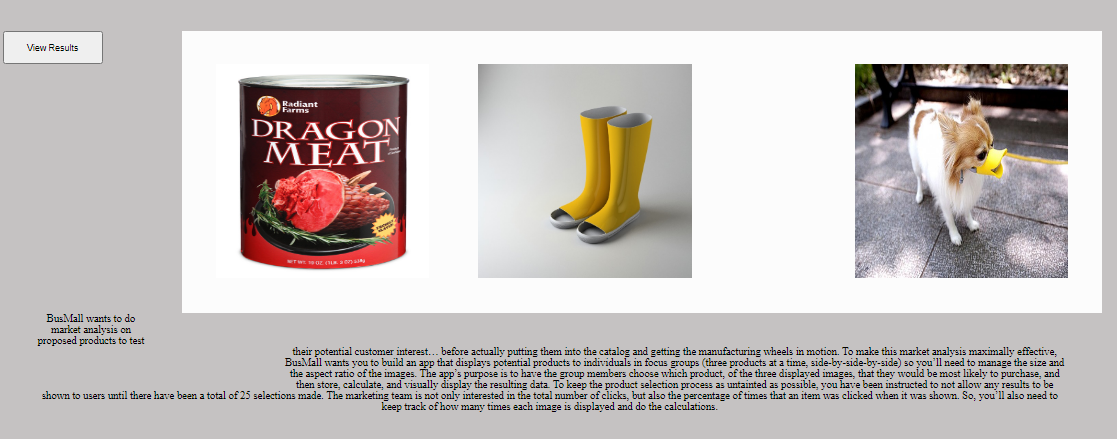 View Results
Radiant
Farms
DRAGON
MEAT
NET WT. 10 OZ.
BusMall wants to do
market analysis on
proposed products to test
their potential customer interest… before actually putting them into the catalog and getting the manufacturing wheels in motion. To make this market analysis maximally effective,
BusMall wants you to build an app that displays potential products to individuals in focus groups (three products at a time, side-by-side-by-side) so you’ll need to manage the size and
the aspect ratio of the images. The app’s purpose is to have the group members choose which product, of the three displayed images, that they would be most likely to purchase, and
then store, calculate, and visually display the resulting data. To keep the product selection process as untainted as possible, you have been instructed to not allow any results to be
shown to users until there have been a total of 25 selections made. The marketing team is not only interested in the total number of clicks, but also the percentage of times that an item was clicked when it was shown. So, you’ll also need to
keep track of how many times each image is displayed and do the calculations.